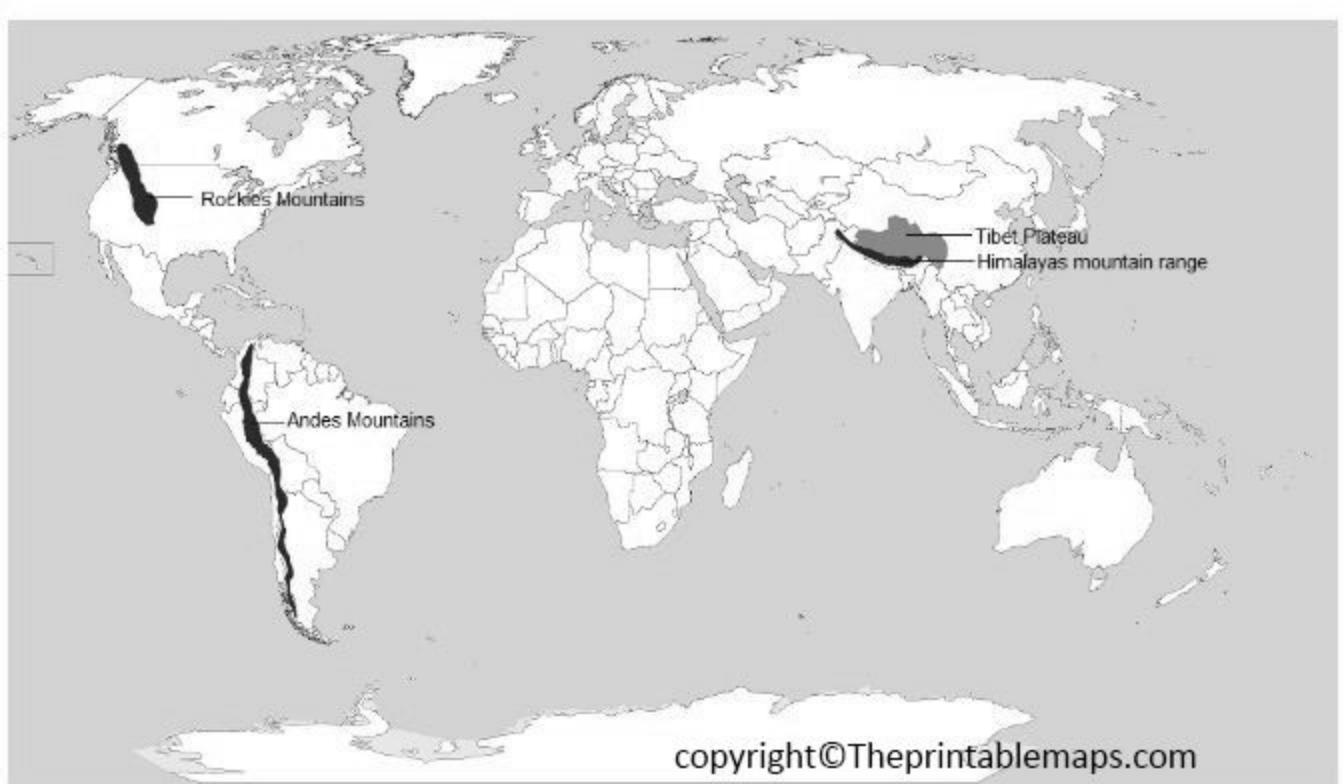 Rockies Mountains
Tibet Plateau
Himalayas mountain range
Andes Mountains
copyright©Theprintablemaps.com